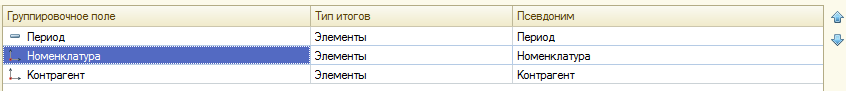 Группировочное поле Тип итогов Псевдоним
Период Элементы Период
Номенклатура Элементы Номенклатура
Контрагент Элементы Контрагент